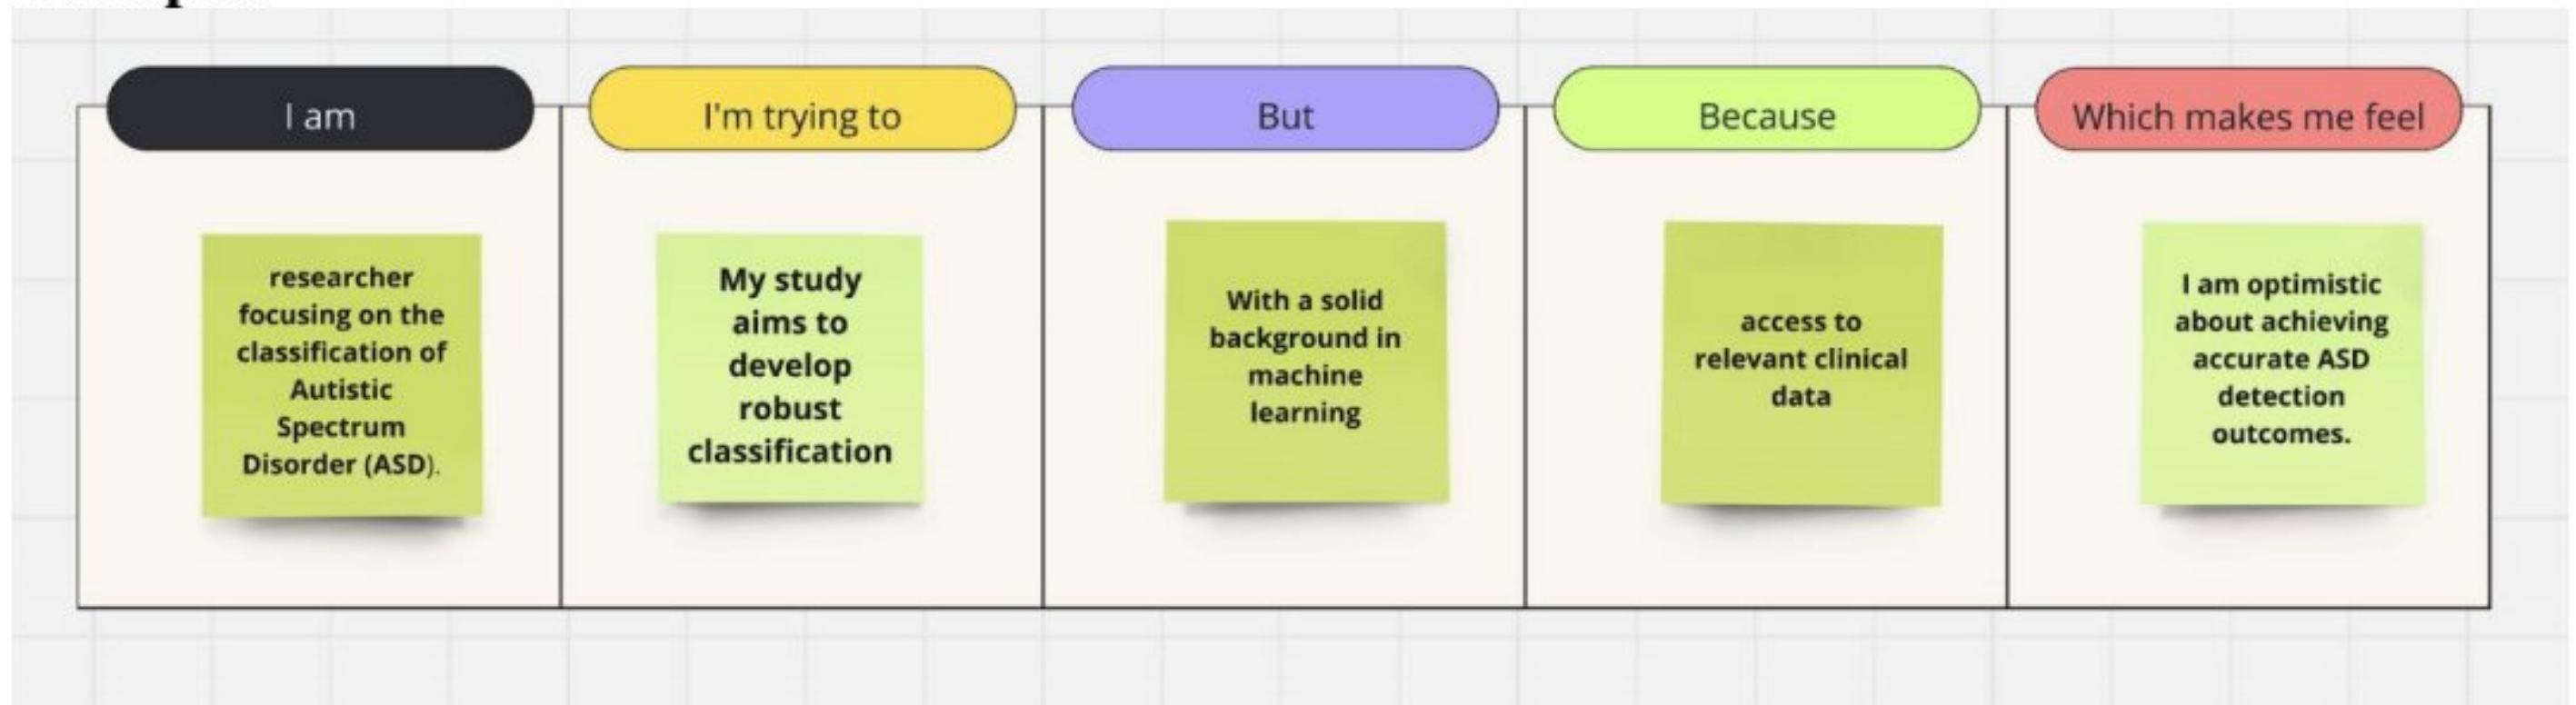 I am
researcher
focusing on the
classification of
Autistic
Spectrum
Disorder (ASD).
I'm trying to
My study
aims to
develop
robust
classification
But
With a solid
background in
machine
learning
Because
access to
relevant clinical
data
Which makes me feel
I am optimistic
about achieving
accurate ASD
detection
outcomes.